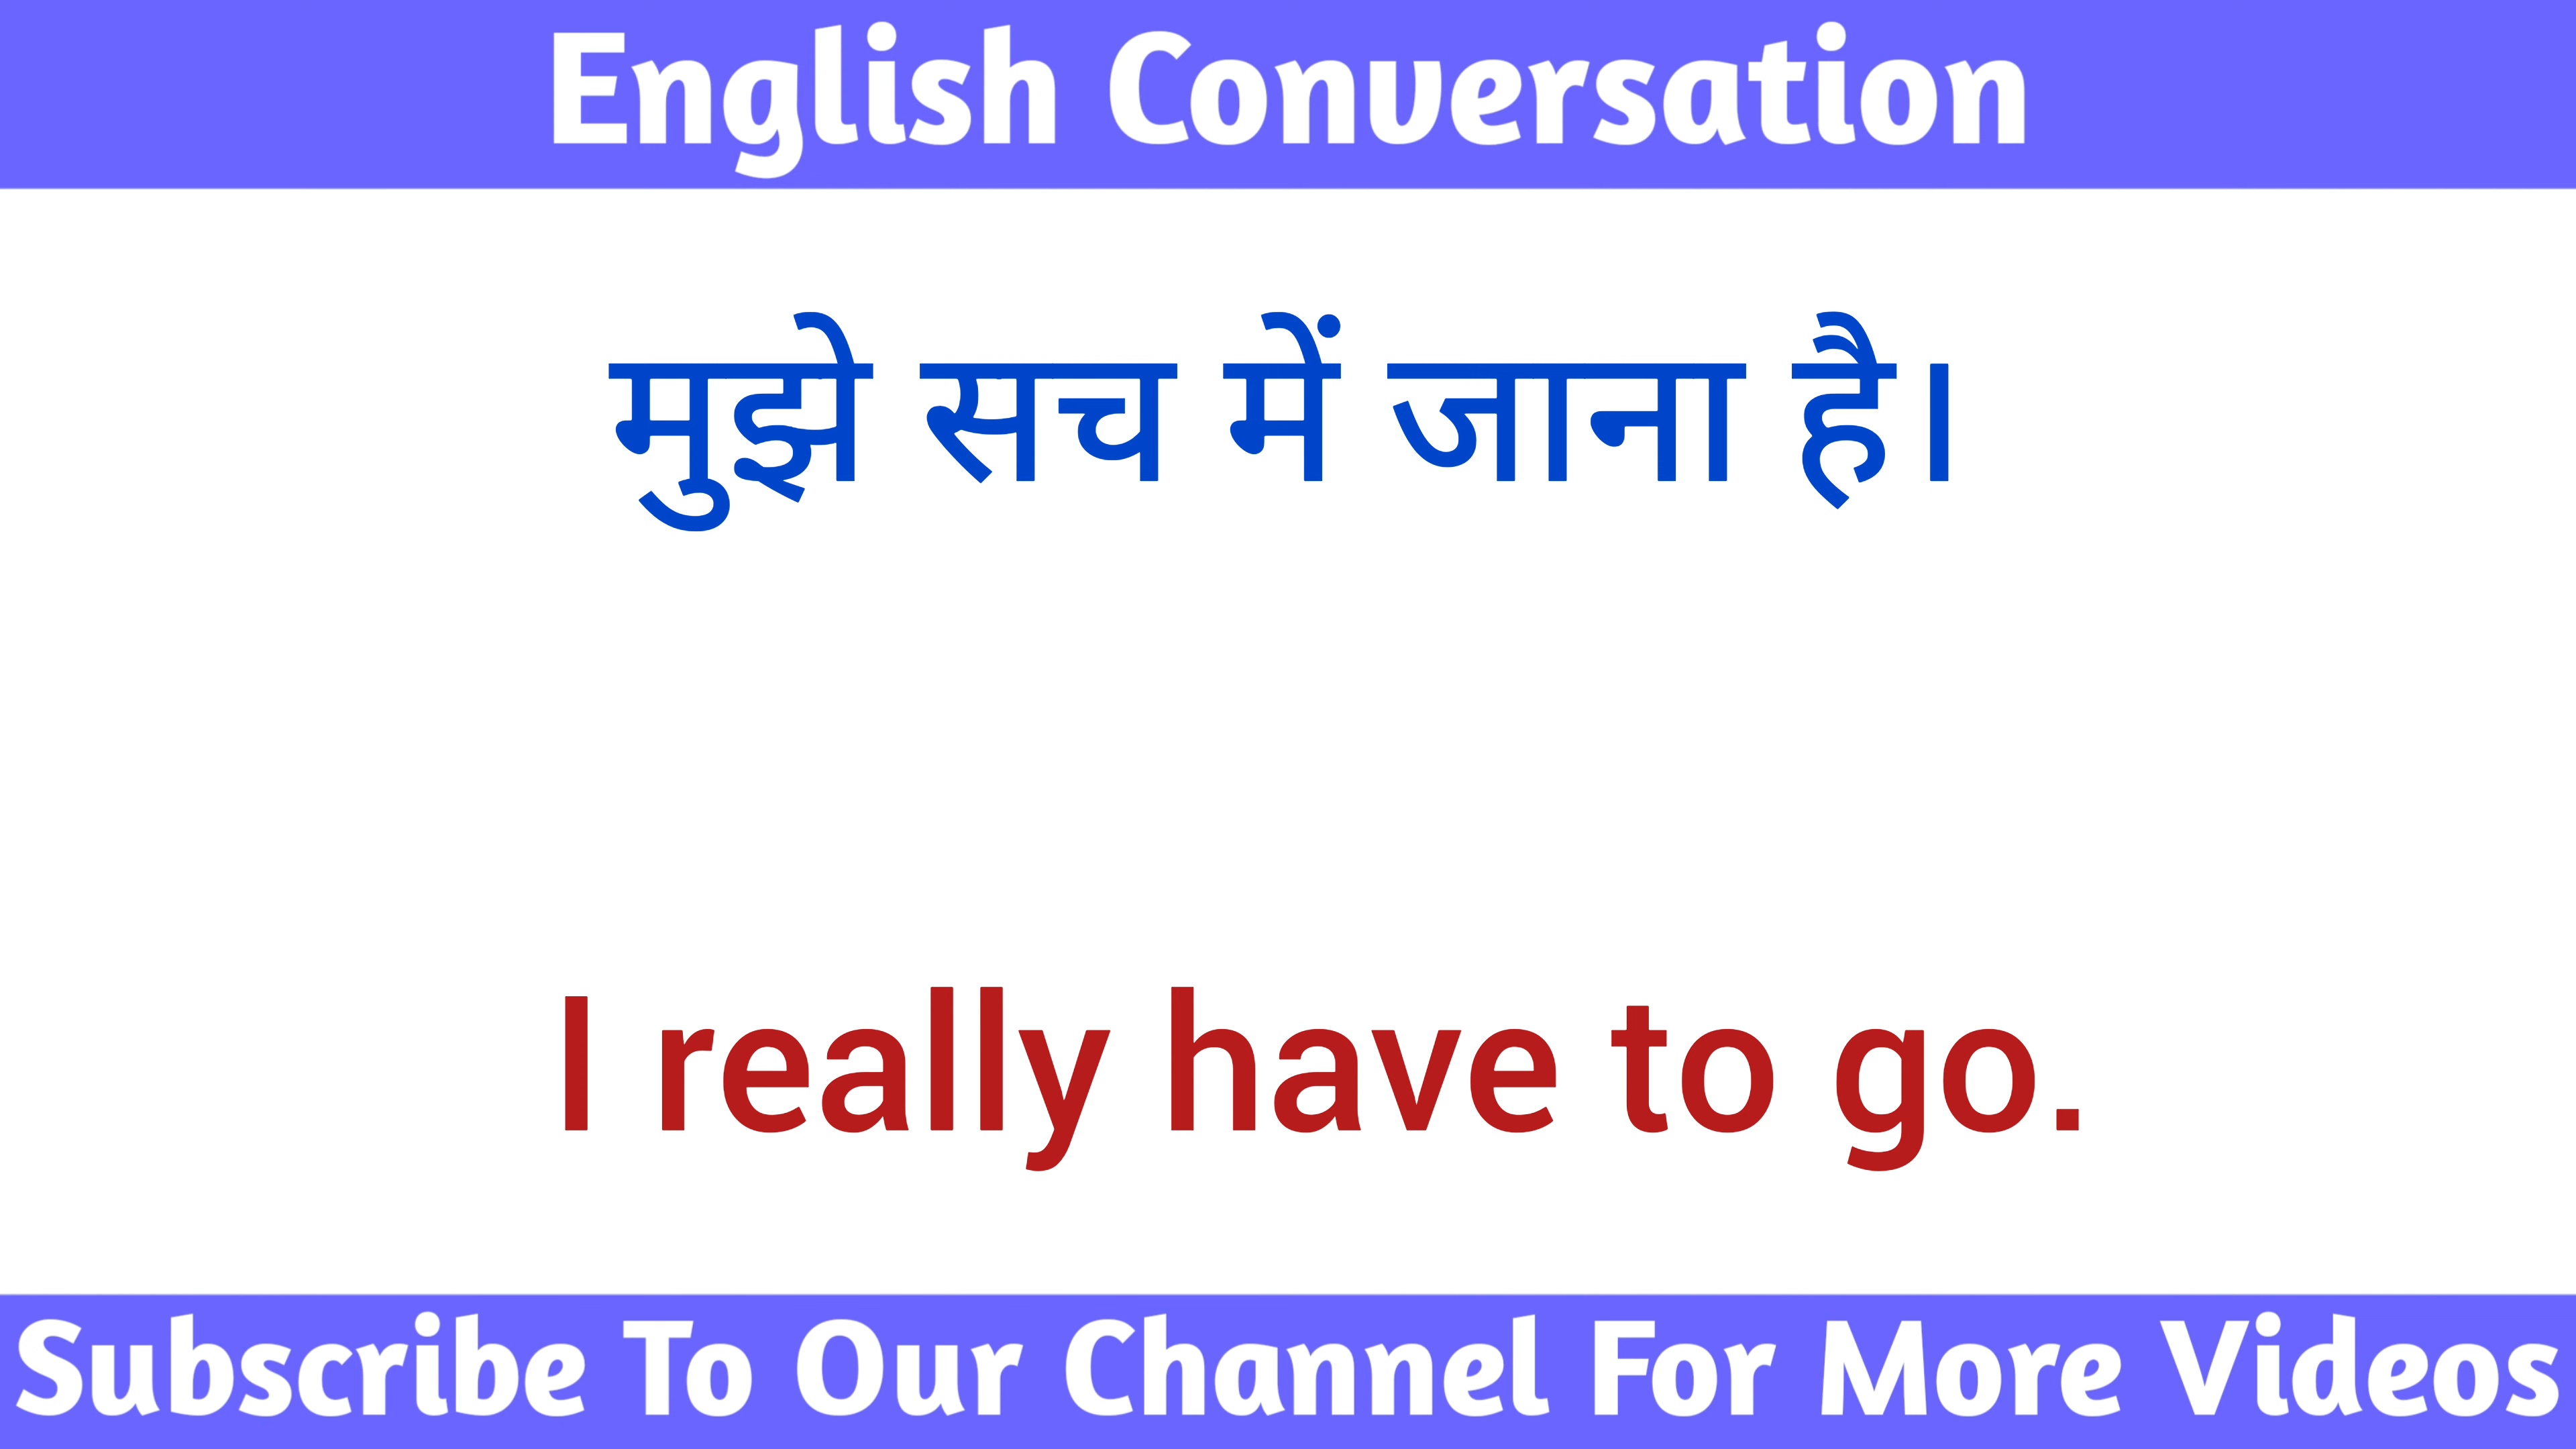 English Conversation
मुझे सच में जाना है।
I really have to go.
Subscribe To Our Channel For More Videos